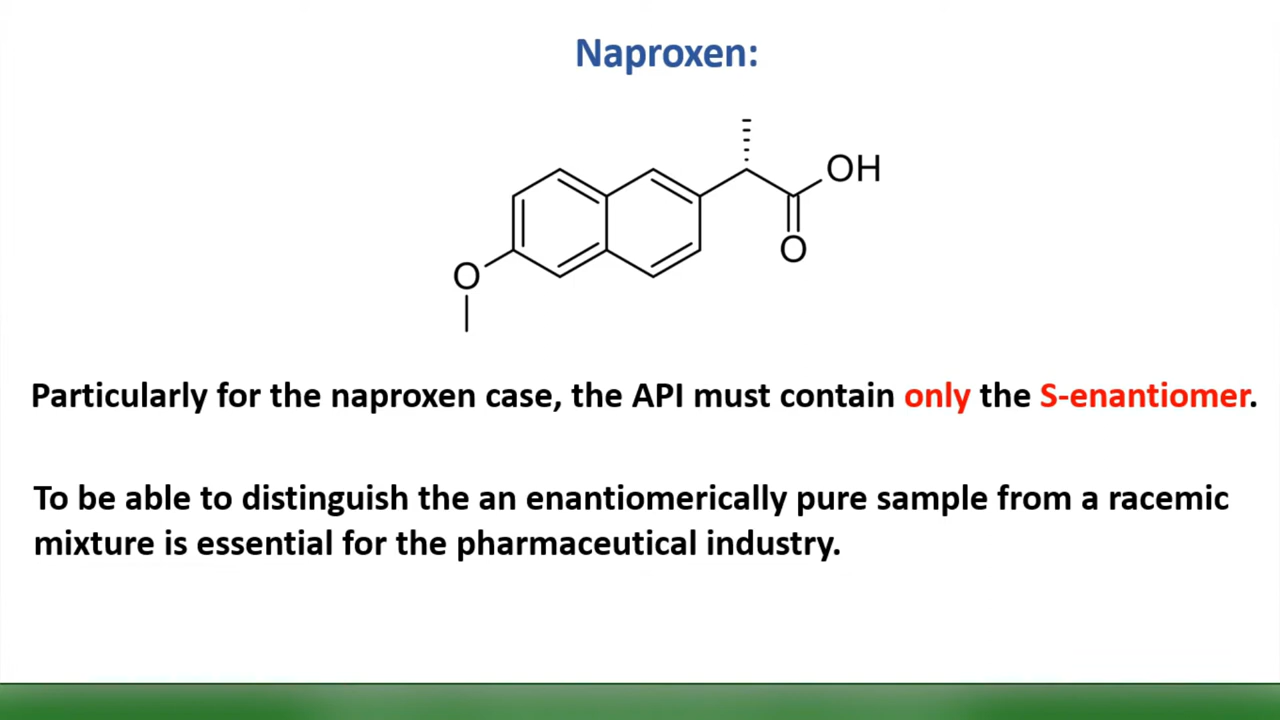 Naproxen:
OH
O
O
Particularly for the naproxen case, the API must contain only the S-enantiomer.
To be able to distinguish the an enantiomerically pure sample from a racemic
mixture is essential for the pharmaceutical industry.